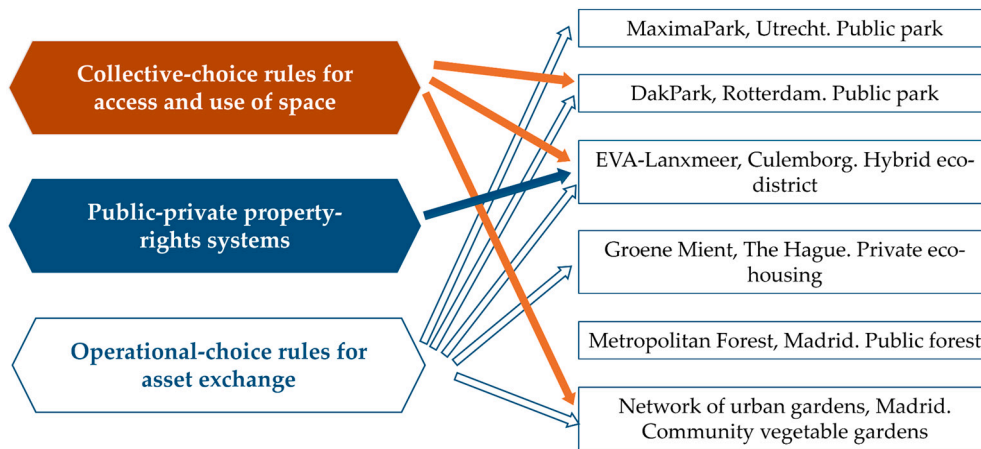 Collective-choice rules for
access and use of space
Public-private property-
rights systems
Operational-choice rules for
asset exchange
MaximaPark, Utrecht. Public park
DakPark, Rotterdam. Public park
EVA-Lanxmeer, Culemborg. Hybrid eco-
district
Groene Mient, The Hague. Private eco-
housing
Metropolitan Forest, Madrid. Public forest
Network of urban gardens, Madrid.
Community vegetable gardens